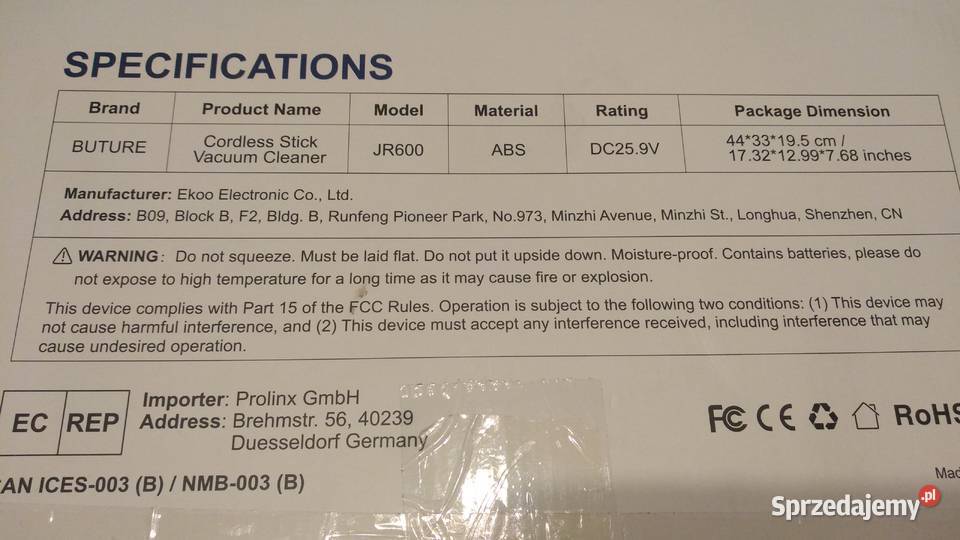 SPECIFICATIONS
Brand Product Name Model Material Rating Package Dimension
BUTURE Cordless Stick Vacuum Cleaner JR600 ABS DC25.9V 44*33*19.5 cm / 17.32*12.99*7.68 inches
Manufacturer: Ekoo Electronic Co., Ltd.
Address: B09, Block B, F2, Bldg. B, Runfeng Pioneer Park, No.973, Minzhi Avenue, Minzhi St., Longhua, Shenzhen, CN
⚠ WARNING: Do not squeeze. Must be laid flat. Do not put it upside down. Moisture-proof. Contains batteries, please do
not expose to high temperature for a long time as it may cause fire or explosion.
This device complies with Part 15 of the FCC Rules. Operation is subject to the following two conditions: (1) This device may
not cause harmful interference, and (2) This device must accept any interference received, including interference that may
cause undesired operation.
EC REP
Importer: Prolinx GmbH
Address: Brehmstr. 56, 40239
Duesseldorf Germany
FC CE RoHS
AN ICES-003 (B) / NMB-003 (B)
Mad
Sprzedajemy.pl